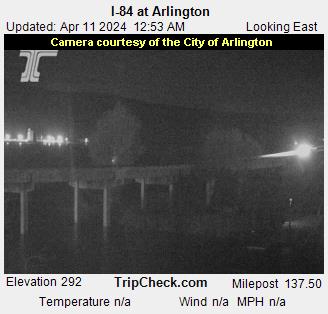 I-84 at Arlington
Updated: Apr 11 2024 12:53 AM Looking East
Camera courtesy of the City of Arlington
Elevation 292 TripCheck.com Milepost 137.50
Temperature n/a Wind n/a MPH n/a